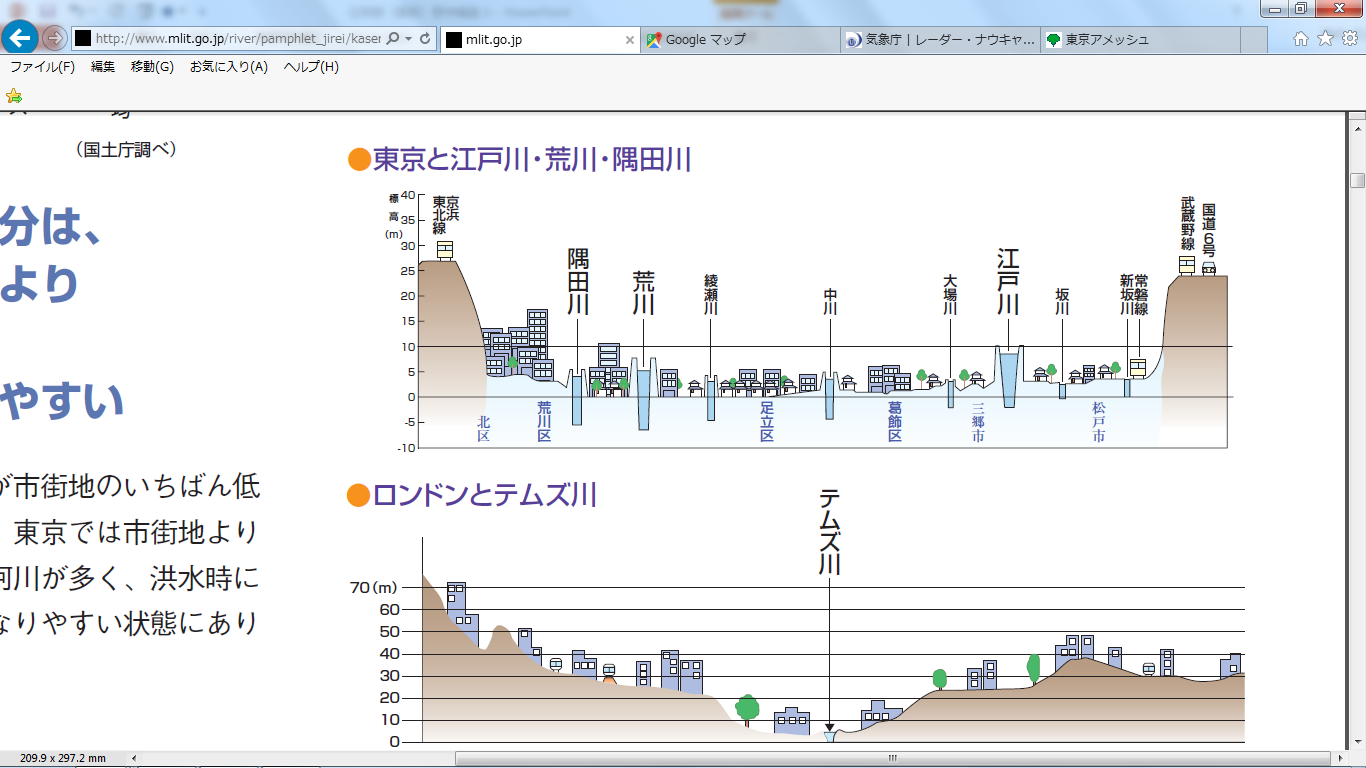 http://www.mlit.go.jp/river/pamphlet_jirei/kaser
mlit.go.jp
Google マップ
気象庁 | レーダー・ナウキャ...
東京アメッシュ
ファイル(F) 編集 移動(G) お気に入り(A) ヘルプ(H)
（国土庁調べ）
分は、
より
やすい
が市街地のいちばん低
東京では市街地より
河川が多く、洪水時に
なりやすい状態にあり
●東京と江戸川・荒川・隅田川
標高(m)
40
35
30
25
20
15
10
5
0
-5
-10
京浜東北線
隅田川
荒川
綾瀬川
中川
大場川
江戸川
坂川
新坂川
常磐線
武蔵野線
国道6号
北区
荒川区
足立区
葛飾区
三郷市
松戸市
●ロンドンとテムズ川
テムズ川
70(m)
60
50
40
30
20
10
0
209.9 x 297.2 mm